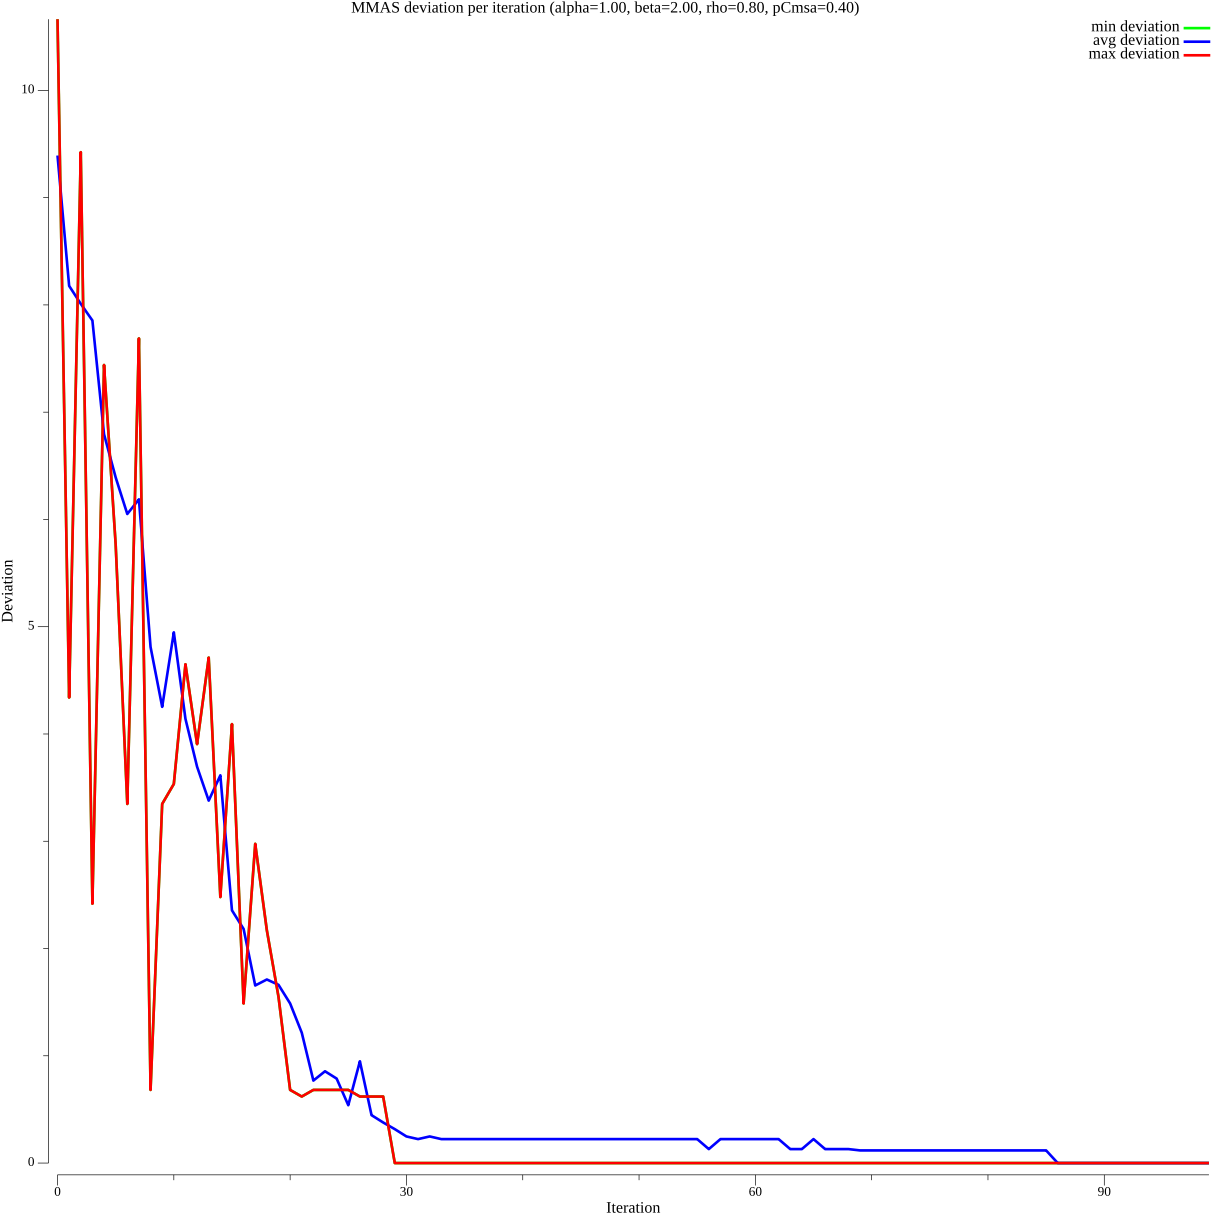 MMAS deviation per iteration (alpha=1.00, beta=2.00, rho=0.80, pCmsa=0.40)
min deviation
avg deviation
max deviation
10
5
0
Deviation
0
30
60
90
Iteration